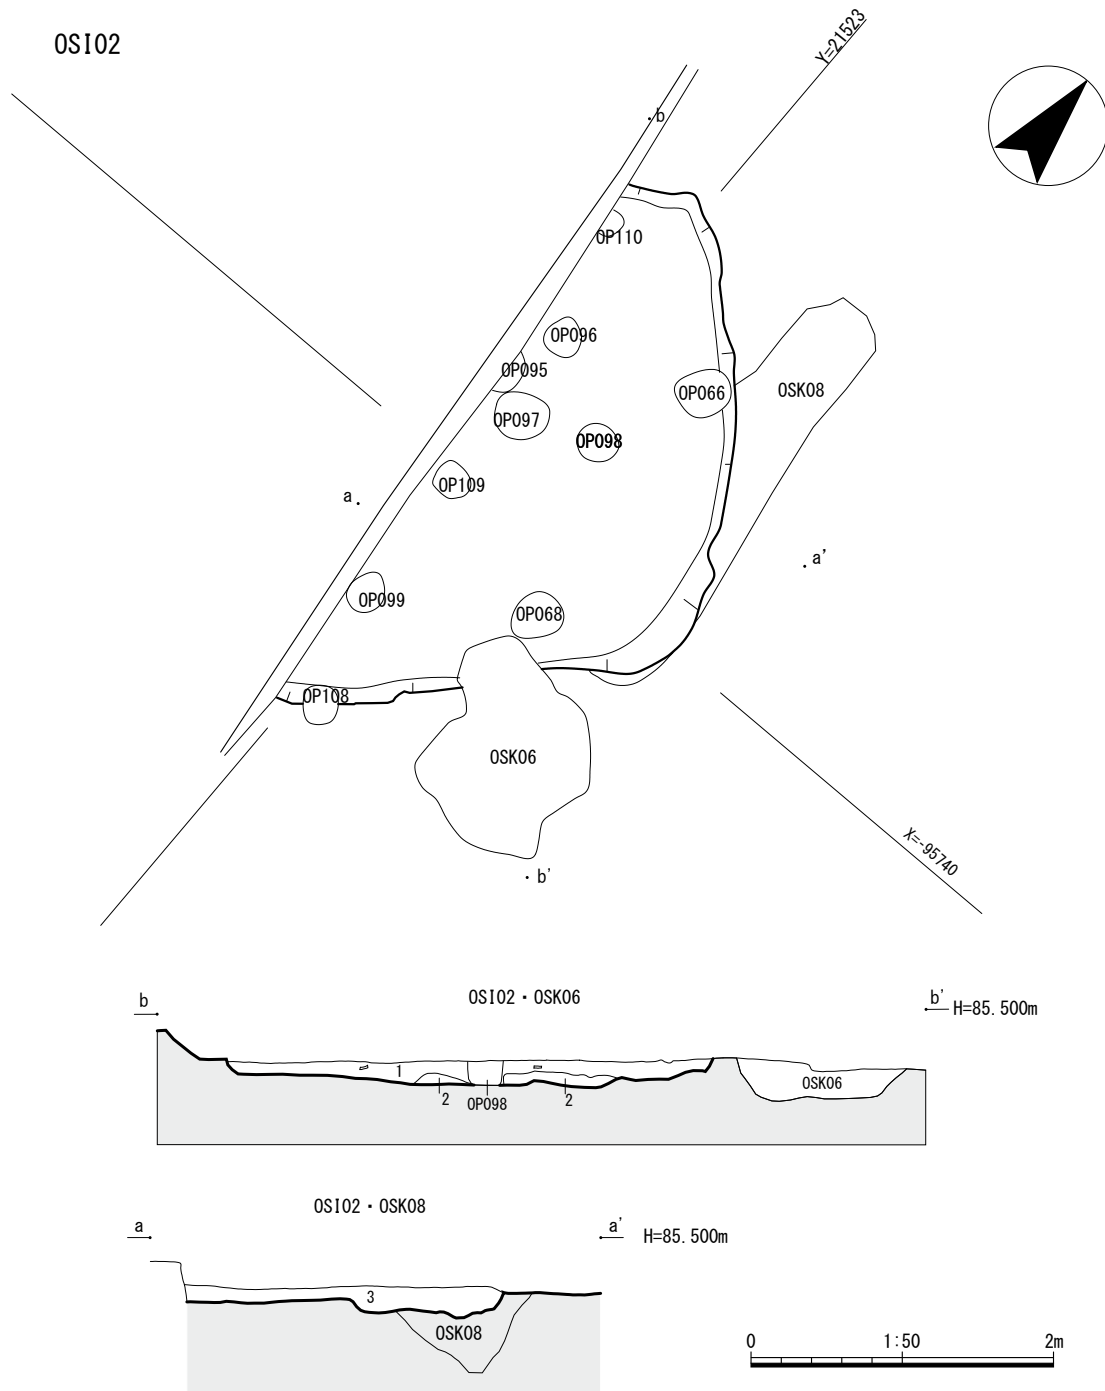 OSI02
Y=21523
b
OP110
OP096
OP095
OP066
OSK08
OP097
OP098
a
OP109
a'
OP099
OP068
OP108
OSK06
X=-95740
b'
OSI02・OSK06
b
b' H=85.500m
1
OSK06
2
OP098
2
OSI02・OSK08
a
a' H=85.500m
3
OSK08
0 1:50 2m